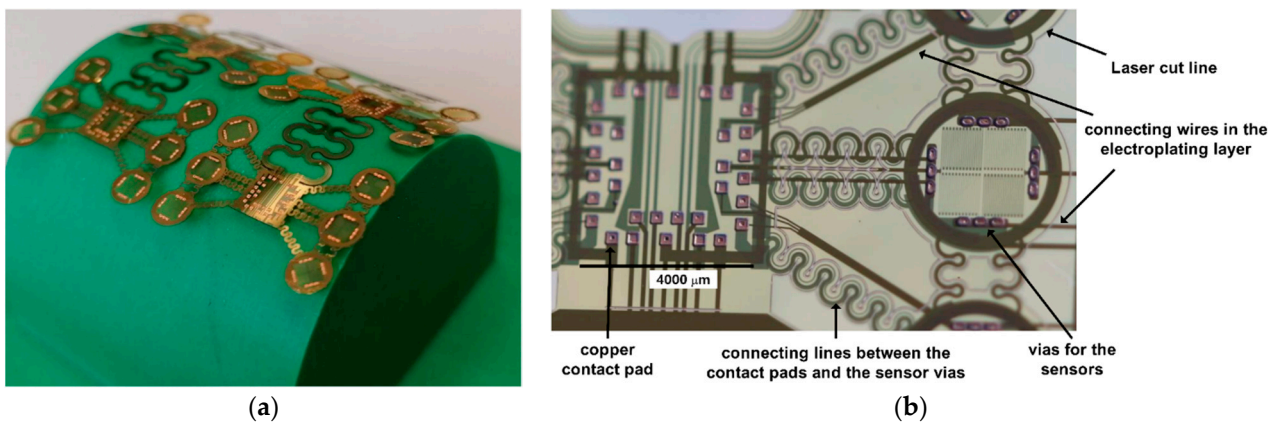 Laser cut line
connecting wires in the
electroplating layer
4000 µm
copper
contact pad
connecting lines between the
contact pads and the sensor vias
vias for the
sensors
(a)
(b)